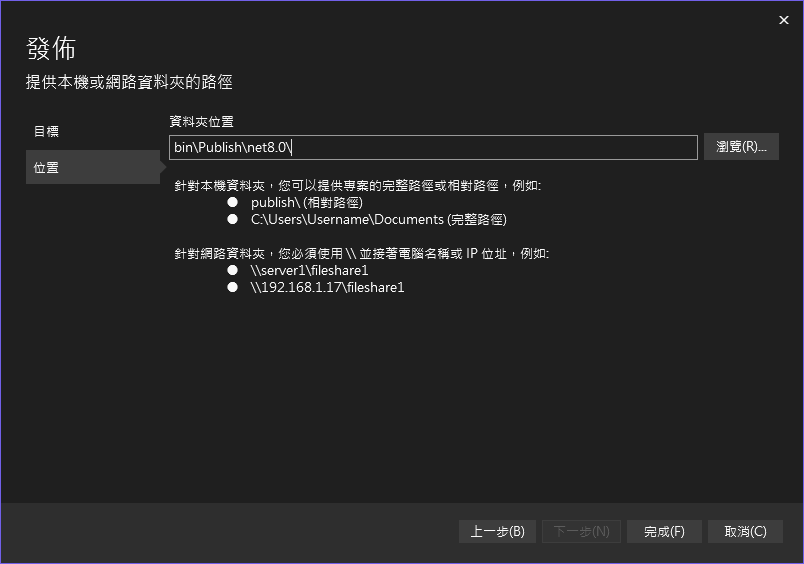 發佈
提供本機或網路資料夾的路徑
目標
位置
資料夾位置
bin\Publish\net8.0\
瀏覽(R)...
針對本機資料夾，您可以提供專案的完整路徑或相對路徑，例如:
● publish\ (相對路徑)
● C:\Users\Username\Documents (完整路徑)
針對網路資料夾，您必須使用 \\ 並接著電腦名稱或 IP 位址，例如:
● \\server1\fileshare1
● \\192.168.1.17\fileshare1
上一步(B)
下一步(N)
完成(F)
取消(C)